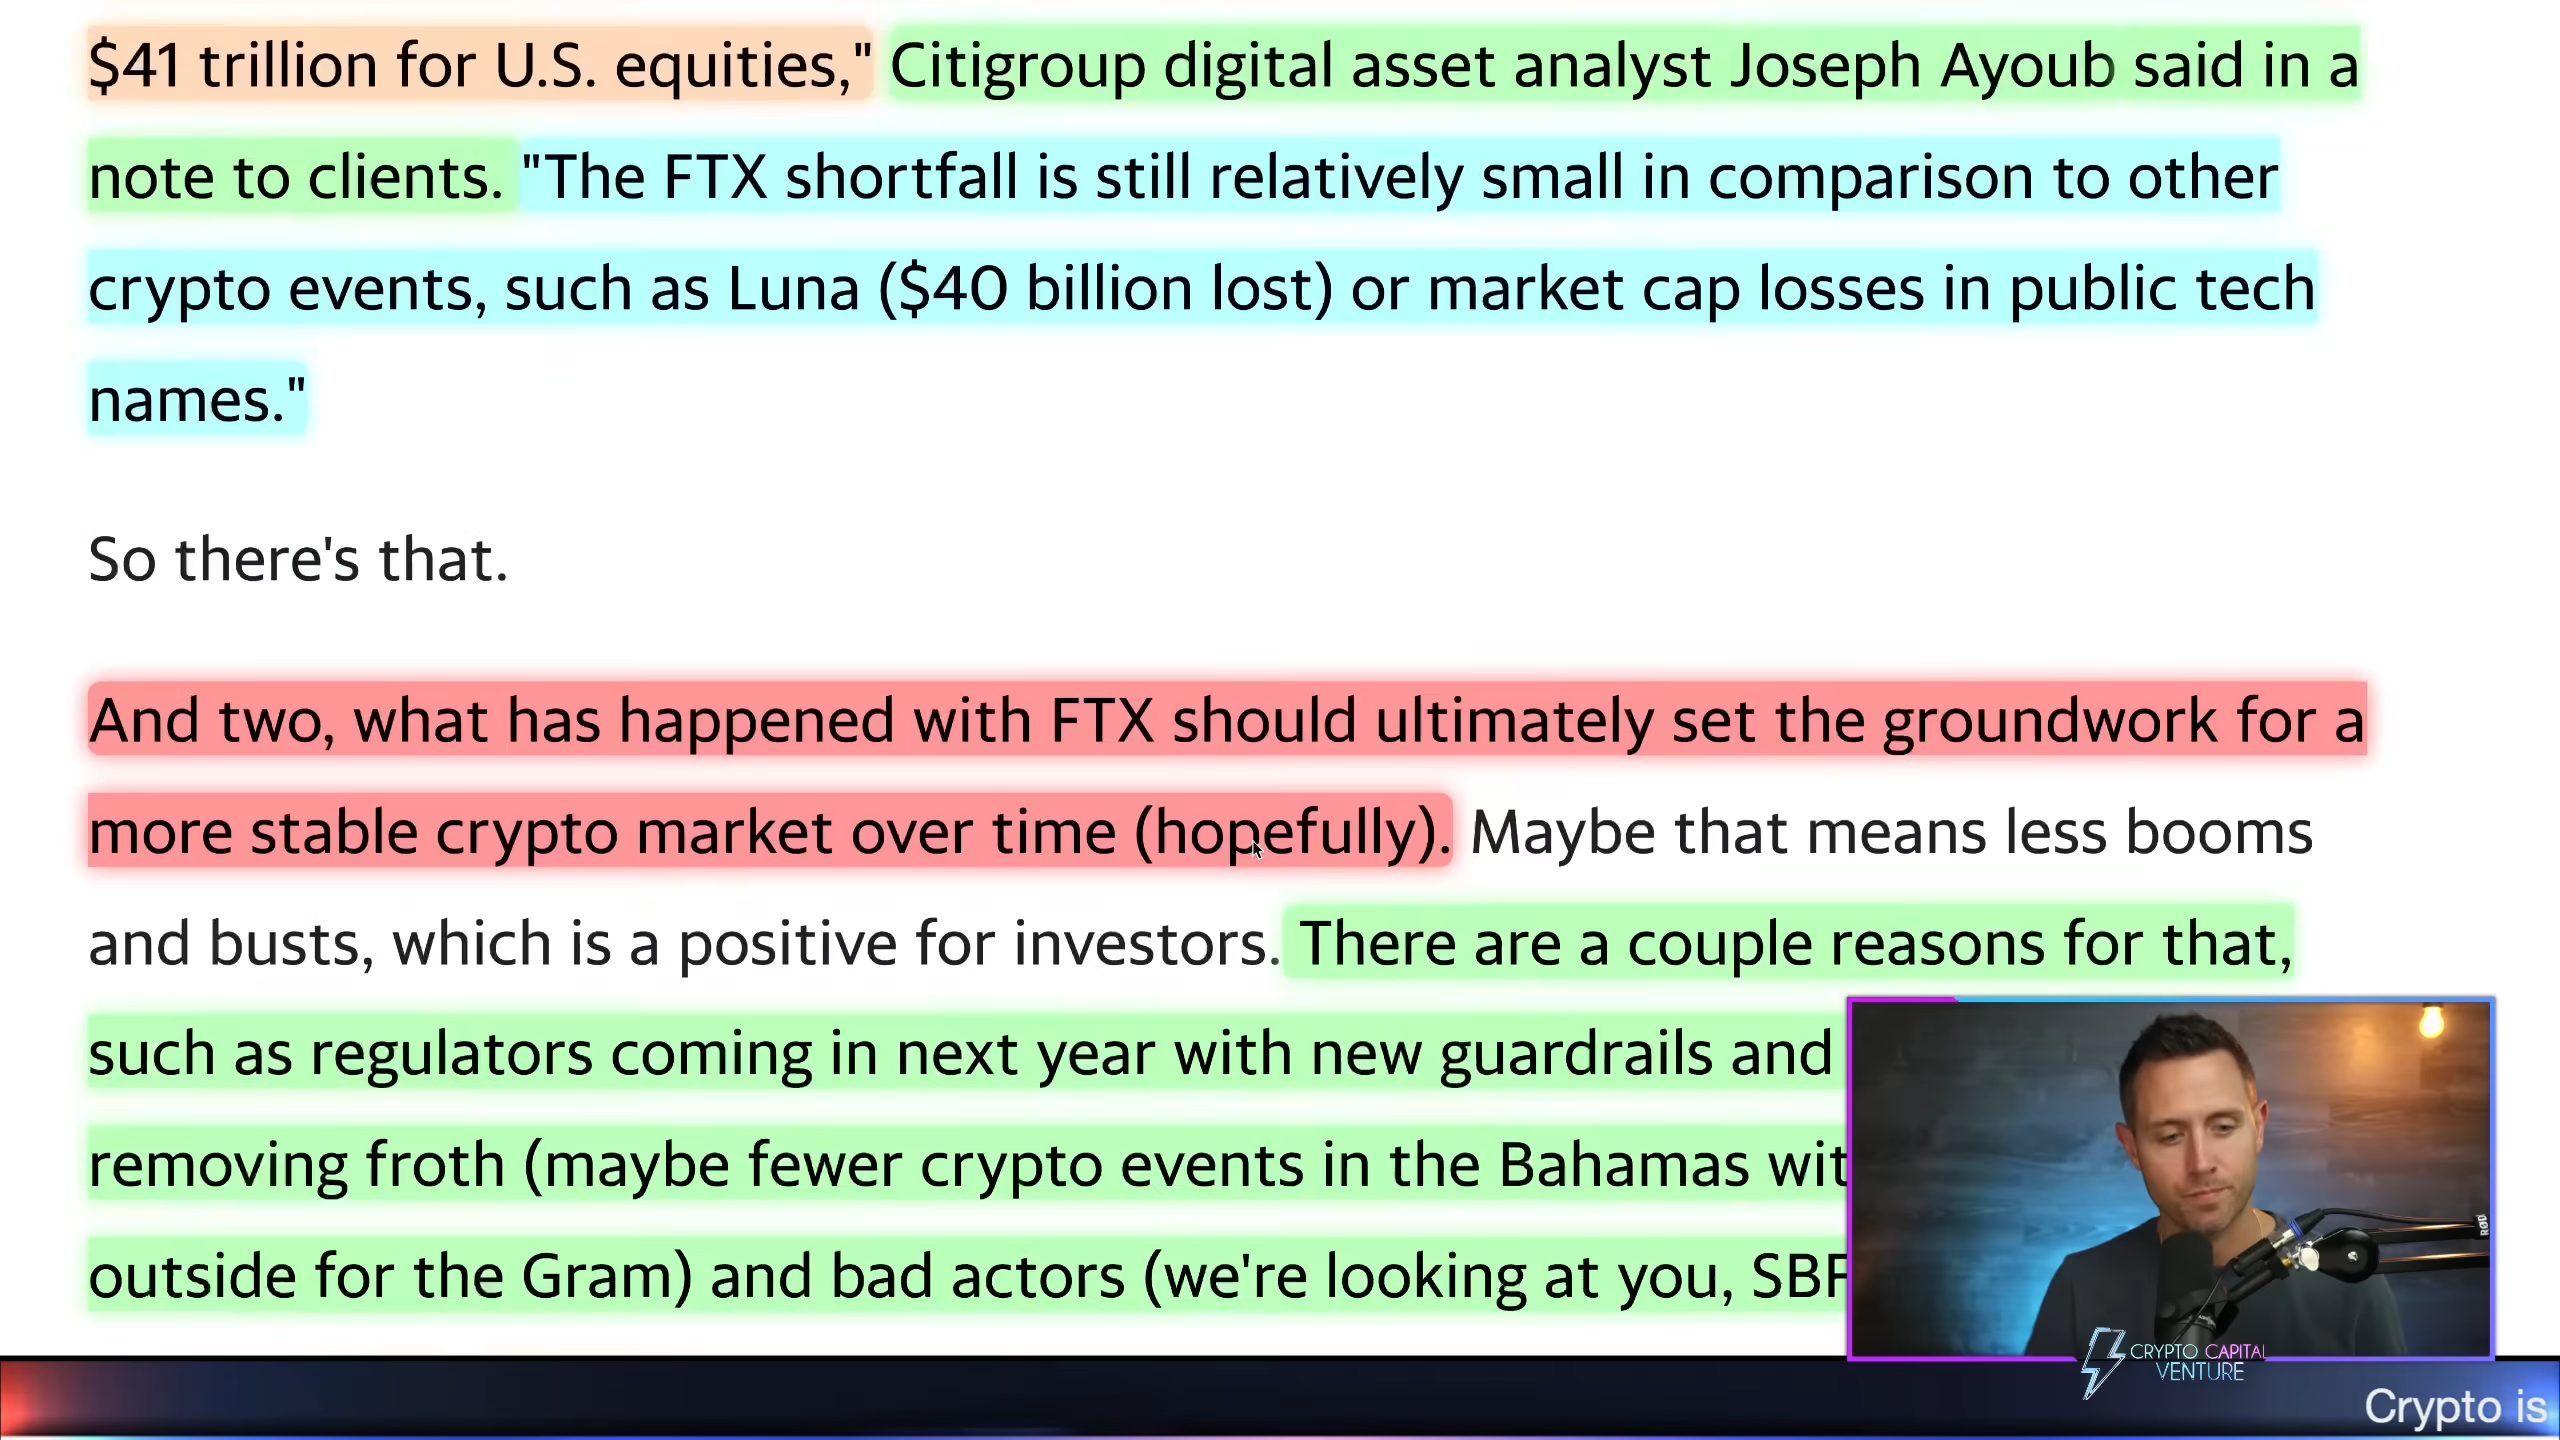 $41 trillion for U.S. equities," Citigroup digital asset analyst Joseph Ayoub said in a
note to clients. "The FTX shortfall is still relatively small in comparison to other
crypto events, such as Luna ($40 billion lost) or market cap losses in public tech
names."
So there's that.
And two, what has happened with FTX should ultimately set the groundwork for a
more stable crypto market over time (hopefully). Maybe that means less booms
and busts, which is a positive for investors. There are a couple reasons for that,
such as regulators coming in next year with new guardrails and
removing froth (maybe fewer crypto events in the Bahamas wit
outside for the Gram) and bad actors (we're looking at you, SBF
RØD
CRYPTO CAPITAL
VENTURE
Crypto is